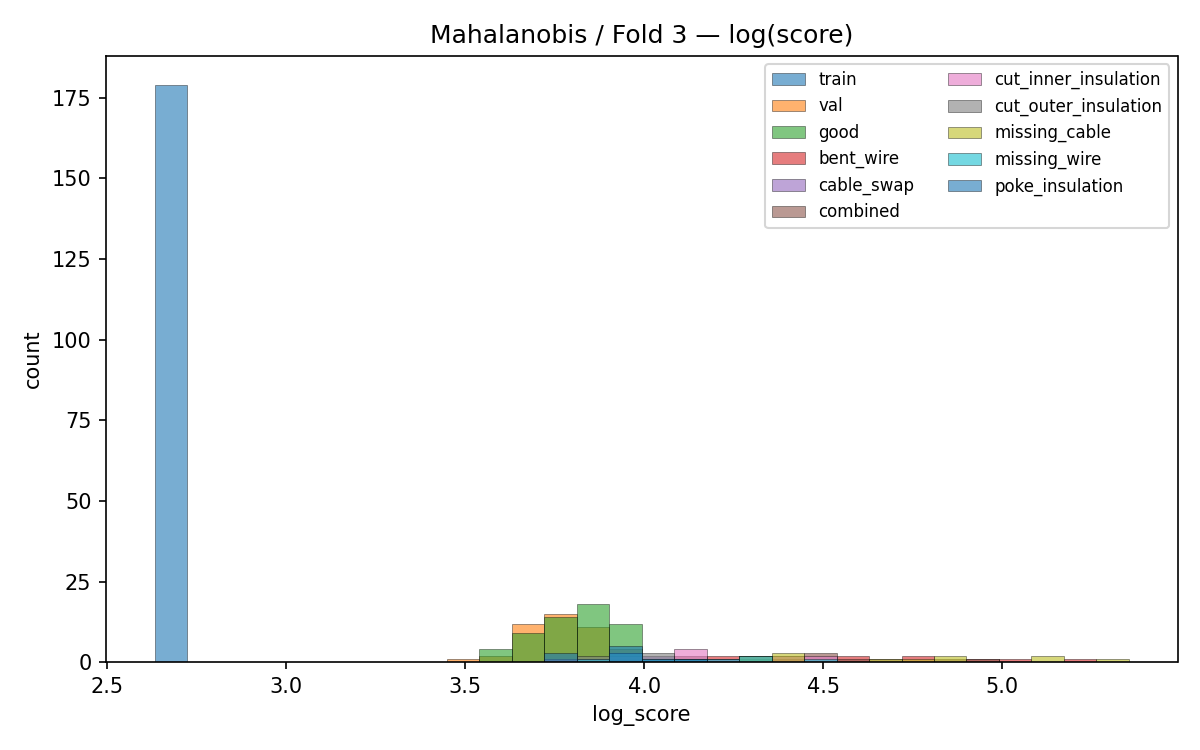 Mahalanobis / Fold 3 — log(score)
train
val
good
bent_wire
cable_swap
combined
cut_inner_insulation
cut_outer_insulation
missing_cable
missing_wire
poke_insulation
count
175
150
125
100
75
50
25
0
2.5 3.0 3.5 4.0 4.5 5.0
log_score